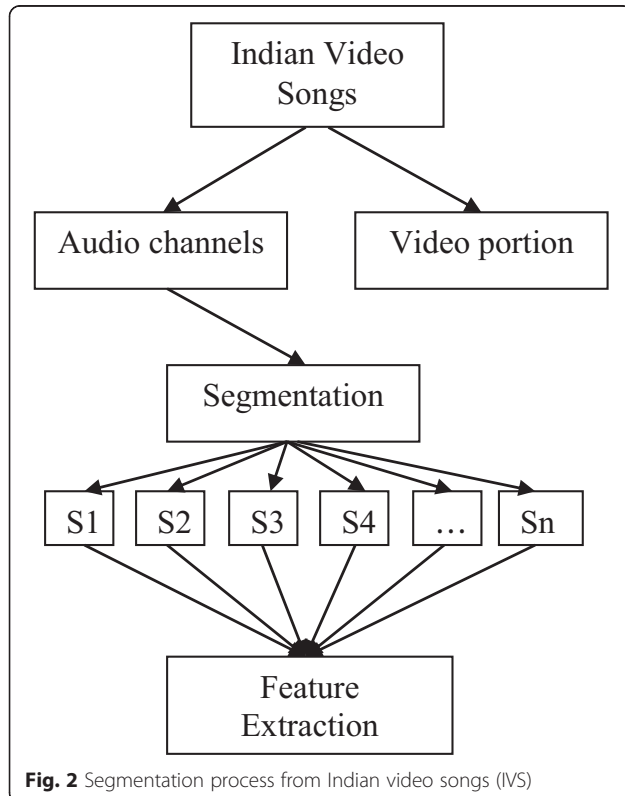 Indian Video
Songs
Audio channels
Video portion
Segmentation
S1
S2
S3
S4
...
Sn
Feature
Extraction
Fig. 2 Segmentation process from Indian video songs (IVS)